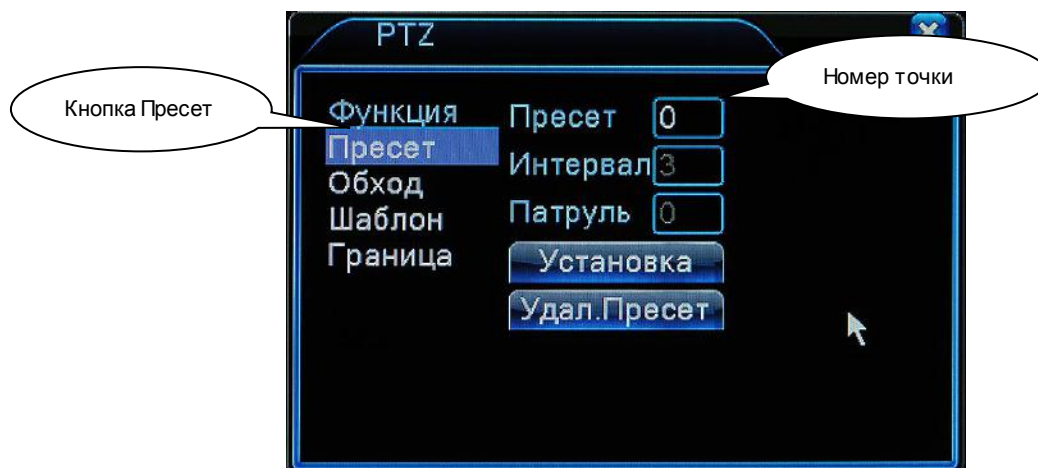 PTZ
Номер точки
Кнопка Пресет
Функция
Пресет 0
Пресет
Интервал 3
Обход
Патруль 0
Шаблон
Граница
Установка
Удал.Пресет